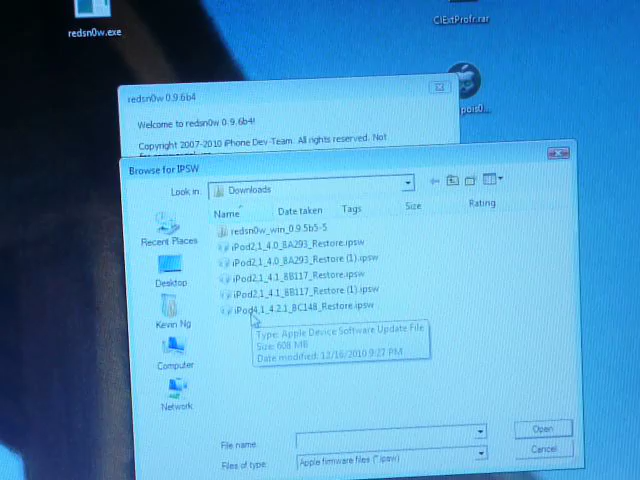 redsn0w.exe
ClExtProfr.rar
redsn0w 0.9.6b4
Welcome to redsn0w 0.9.6b4!
Copyright 2007-2010 iPhone Dev-Team. All rights reserved. Not
Browse for IPSW
Look in:
Downloads
Name
Date taken
Tags
Size
Rating
Recent Places
Desktop
Kevin Ng
Computer
Network
redsn0w_win_0.9.5b5-5
iPod2,1_4.0_8A293_Restore.ipsw
iPod2,1_4.0_8A293_Restore (1).ipsw
iPod2,1_4.1_8B117_Restore.ipsw
iPod2,1_4.1_8B117_Restore (1).ipsw
iPod4,1_4.2.1_8C148_Restore.ipsw
Type: Apple Device Software Update File
Size: 608 MB
Date modified: 12/16/2010 9:27 PM
File name:
Open
Files of type:
Apple firmware files (*.ipsw)
Cancel